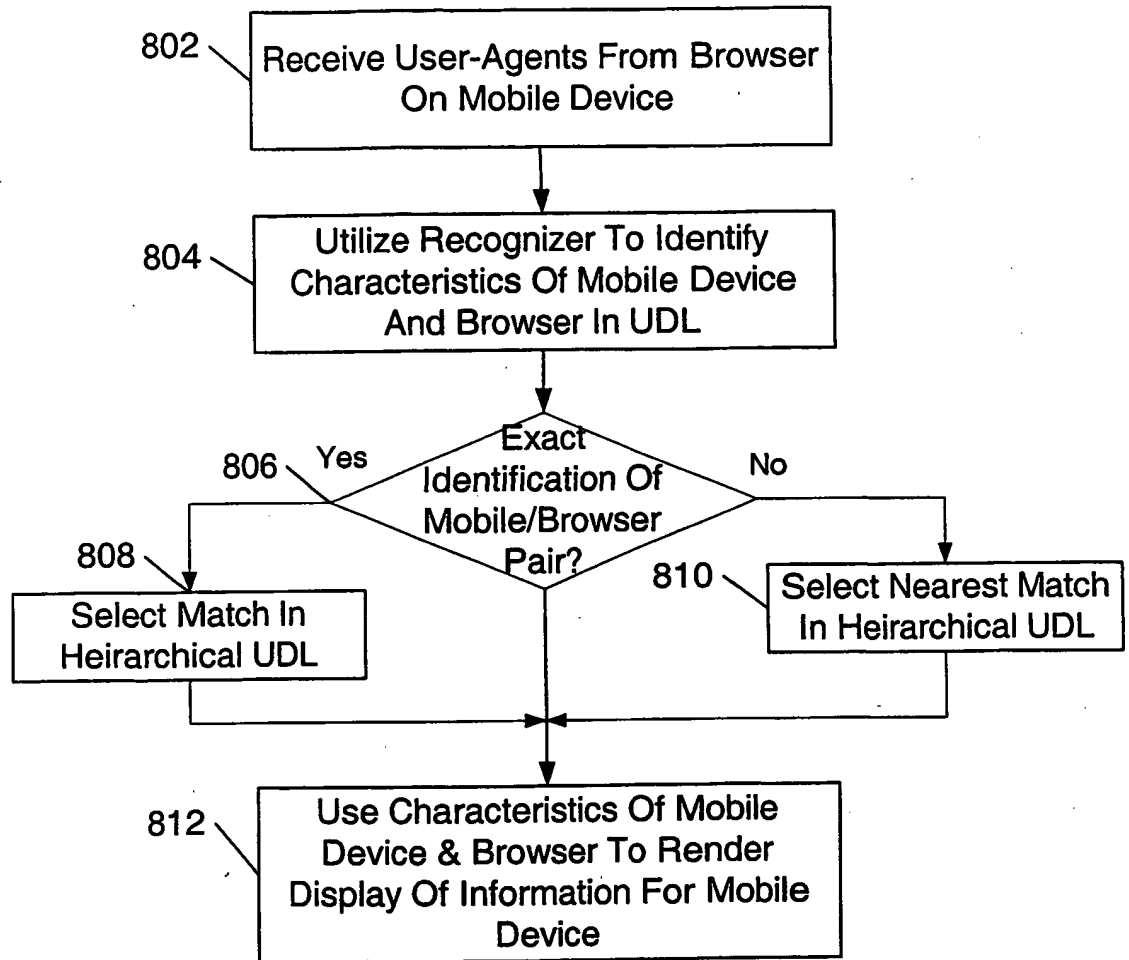 802
Receive User-Agents From Browser
On Mobile Device
804
Utilize Recognizer To Identify
Characteristics Of Mobile Device
And Browser In UDL
806
Yes
Exact
Identification Of
Mobile/Browser
Pair?
No
808
Select Match In
Heirarchical UDL
810
Select Nearest Match
In Heirarchical UDL
812
Use Characteristics Of Mobile
Device & Browser To Render
Display Of Information For Mobile
Device